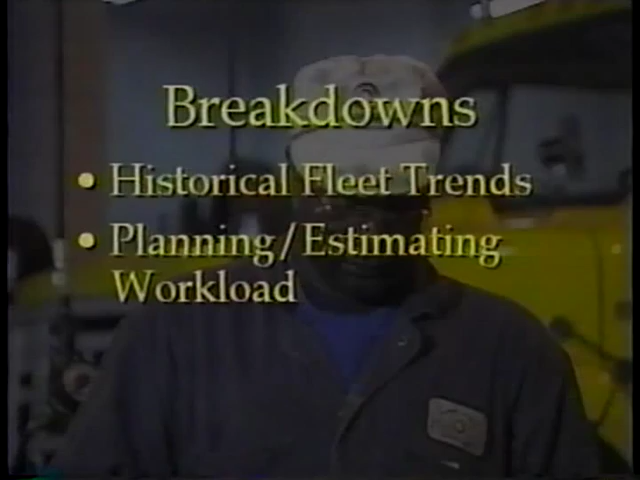 Breakdowns
• Historical Fleet Trends
• Planning/Estimating
Workload